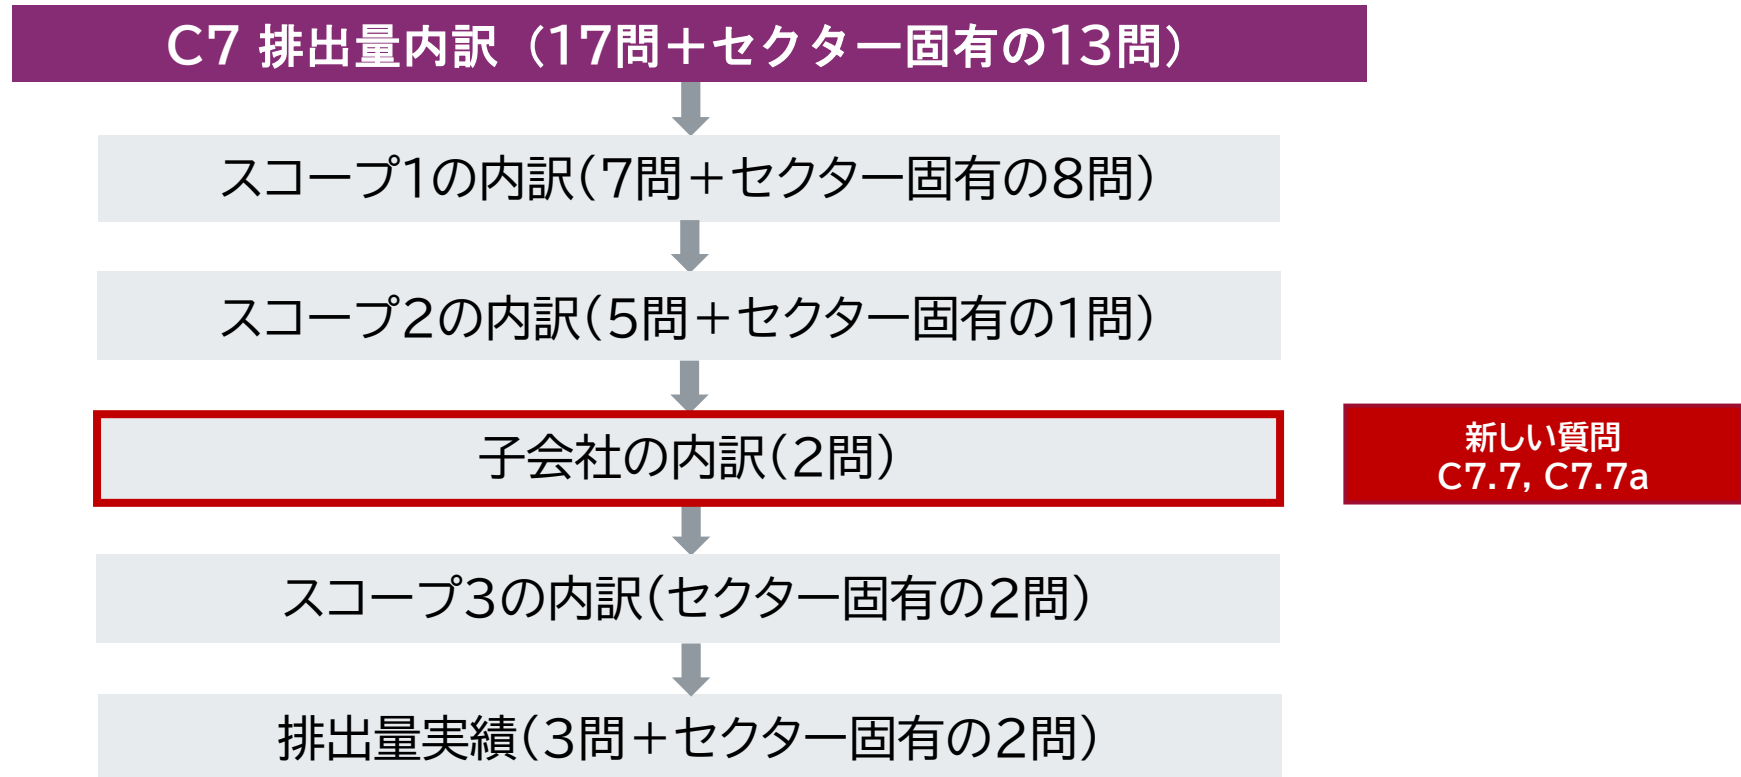 C7 排出量内訳（17問＋セクター固有の13問）
スコープ1の内訳(7問＋セクター固有の8問)
スコープ2の内訳(5問＋セクター固有の1問)
子会社の内訳(2問)
新しい質問
C7.7, C7.7a
スコープ3の内訳(セクター固有の2問)
排出量実績(3問＋セクター固有の2問)